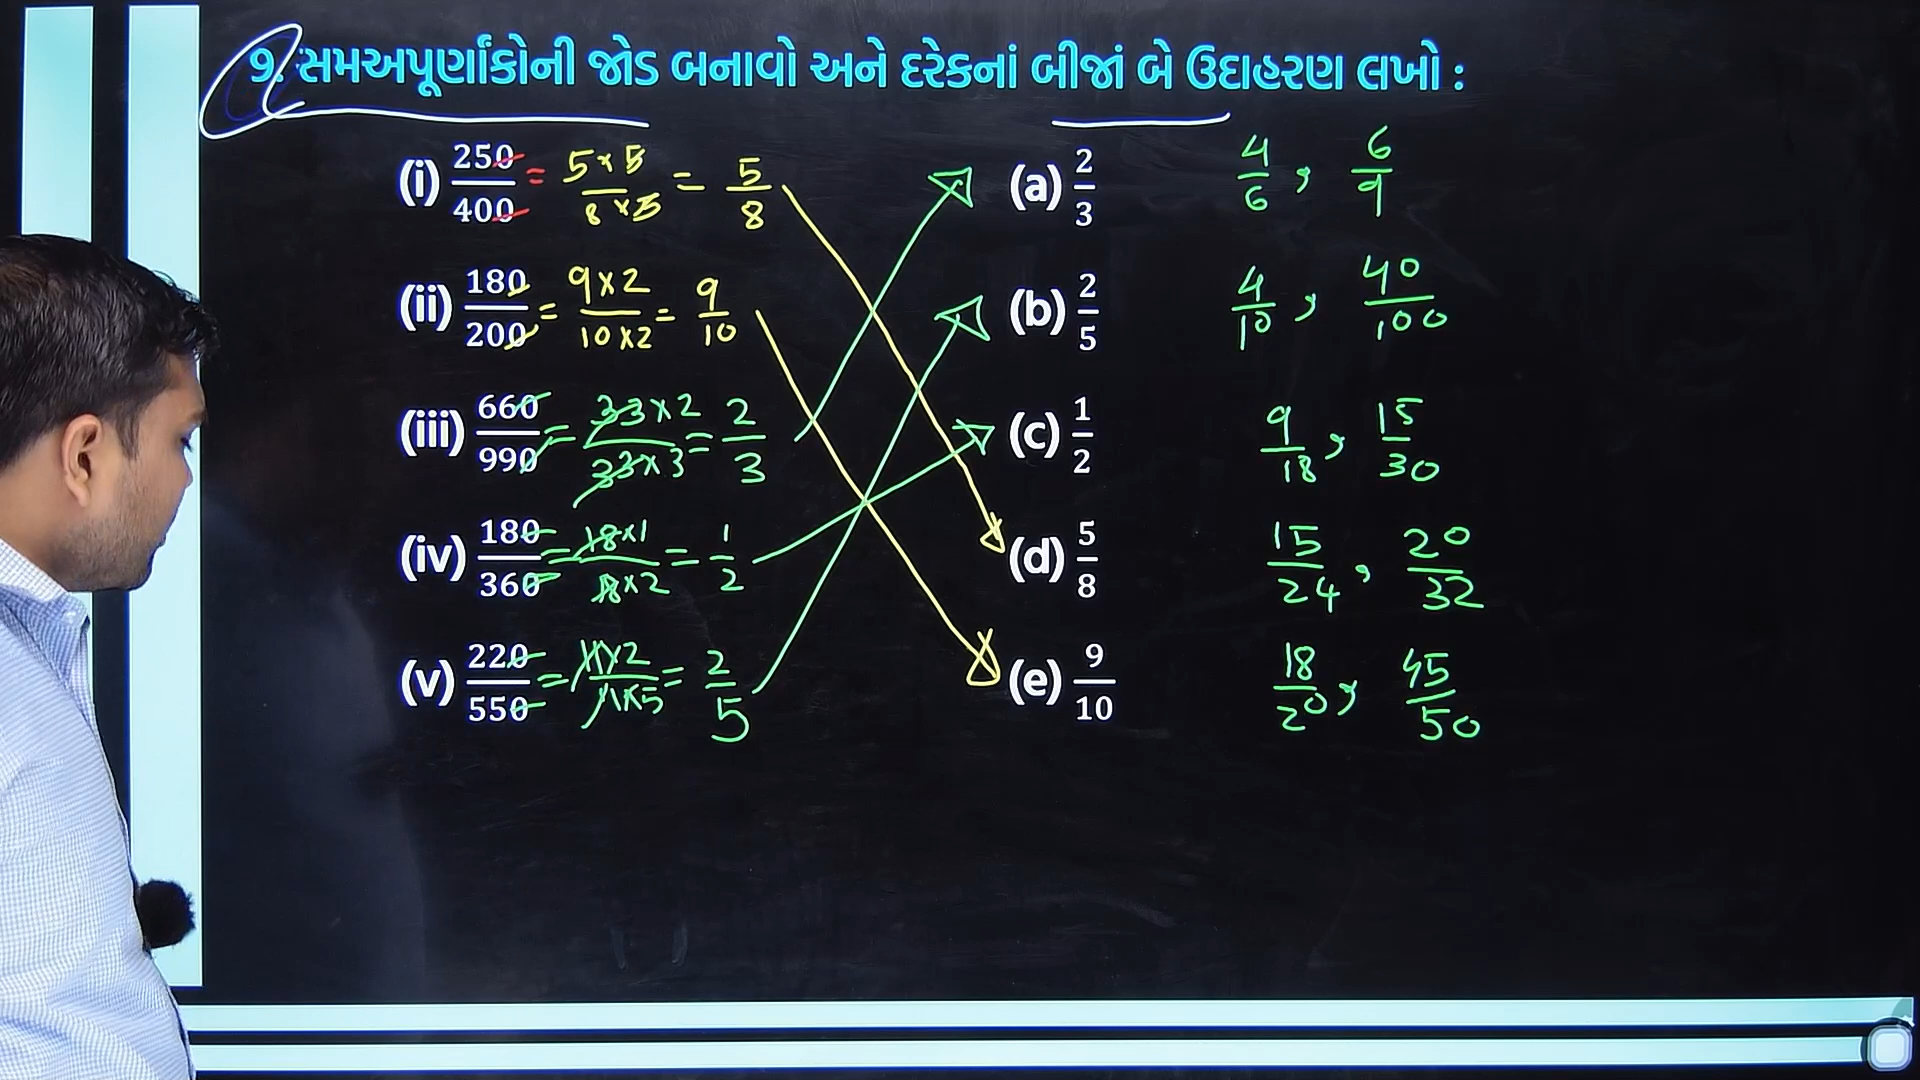 9. સમઅપૂર્ણાંકોની જોડ બનાવો અને દરેકનાં બીજાં બે ઉદાહરણ લખો :
(i) 250/400 = 5×5/8×5 = 5/8 (a) 2/3 4/6, 6/9
(ii) 180/200 = 9×2/10×2 = 9/10 (b) 2/5 4/10, 40/100
(iii) 660/990 = 33×2/33×3 = 2/3 (c) 1/2 9/18, 15/30
(iv) 180/360 = 18×1/18×2 = 1/2 (d) 5/8 15/24, 20/32
(v) 220/550 = 11×2/11×5 = 2/5 (e) 9/10 18/20, 45/50